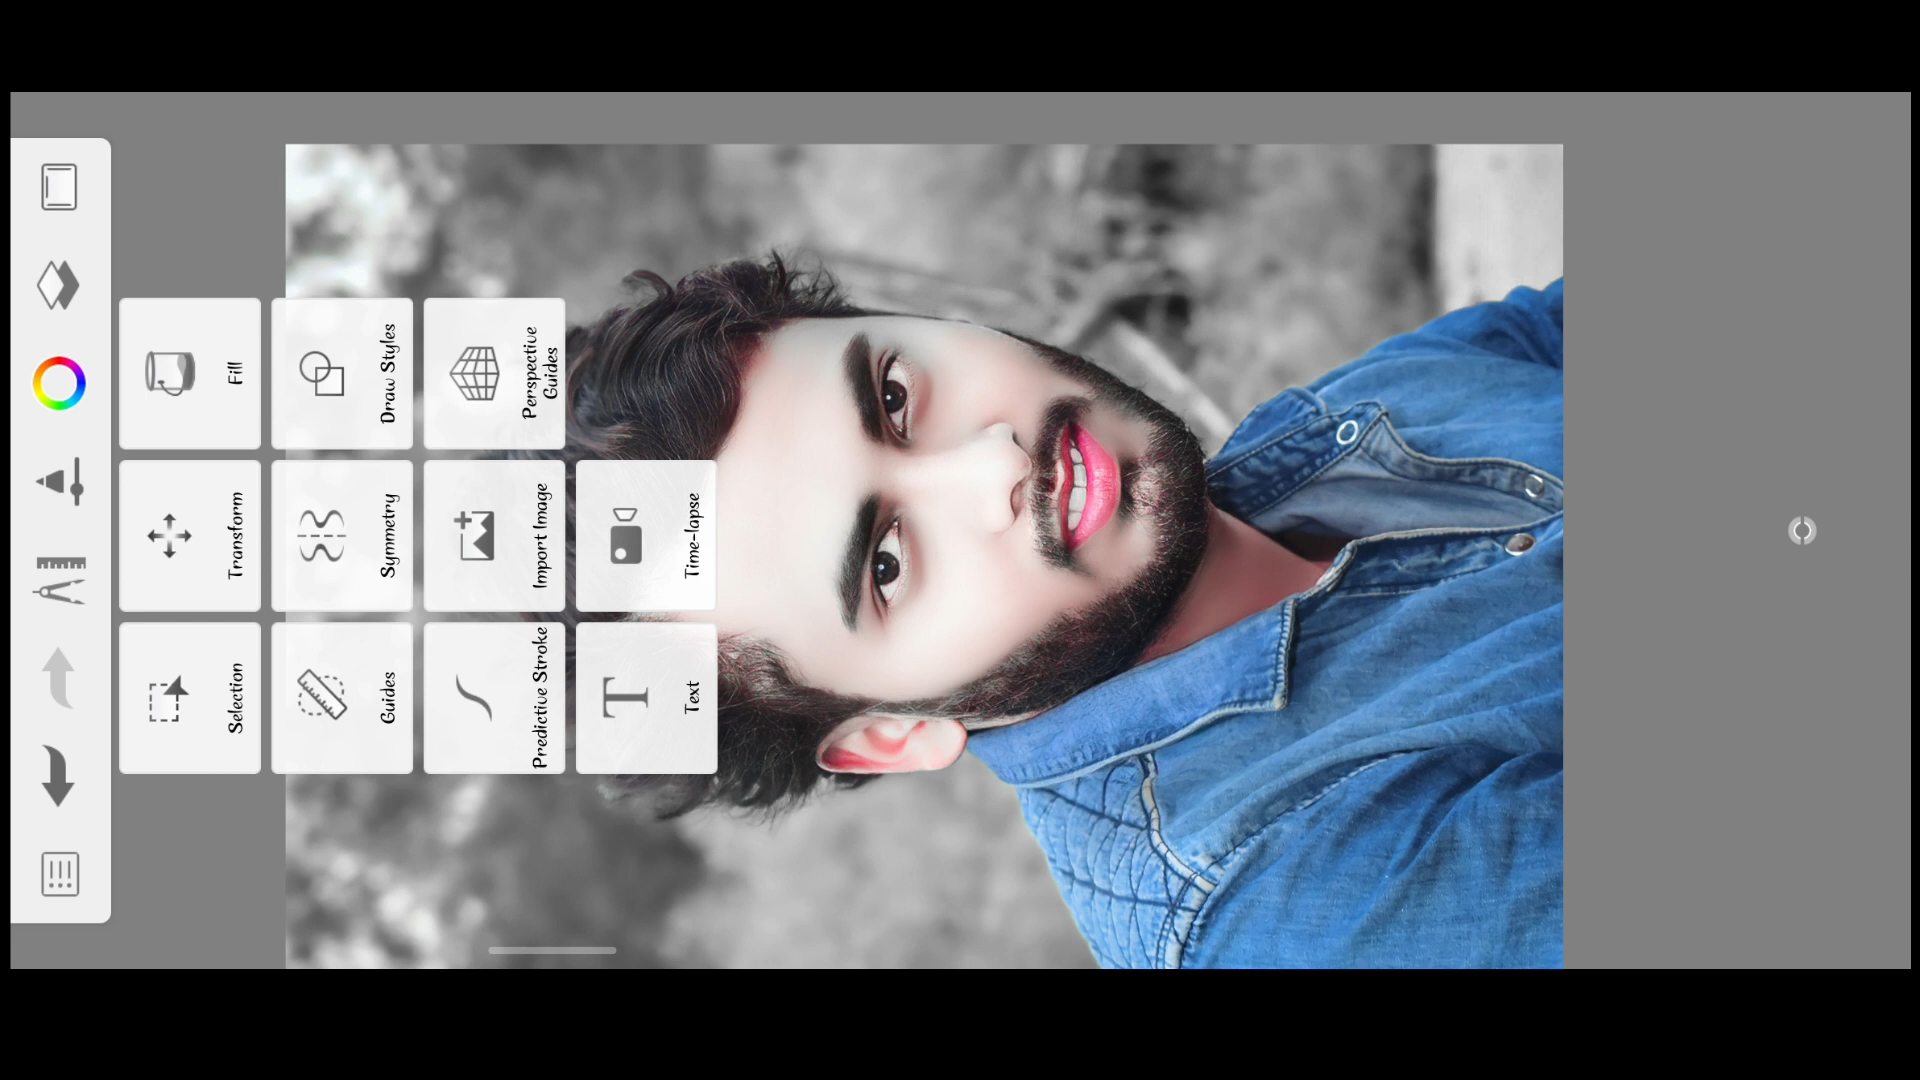 Selection
Transform
Fill
Guides
Symmetry
Draw Styles
Predictive Stroke
Import Image
Perspective
Guides
Text
Time-lapse